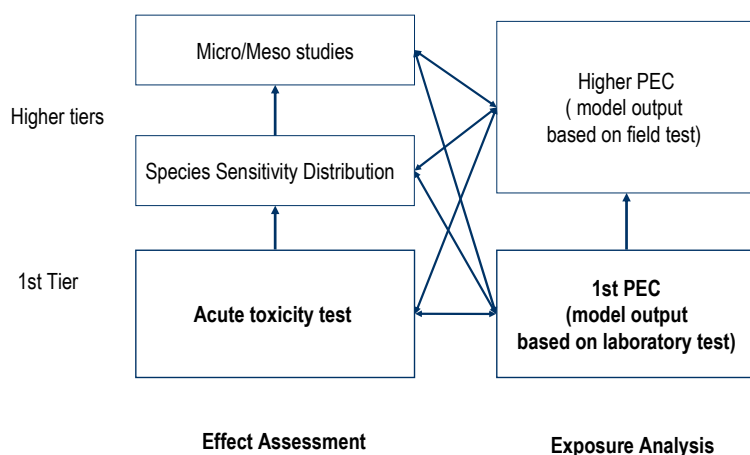 Micro/Meso studies
Higher PEC
( model output
based on field test)
Higher tiers
Species Sensitivity Distribution
1st Tier
Acute toxicity test
1st PEC
(model output
based on laboratory test)
Effect Assessment
Exposure Analysis